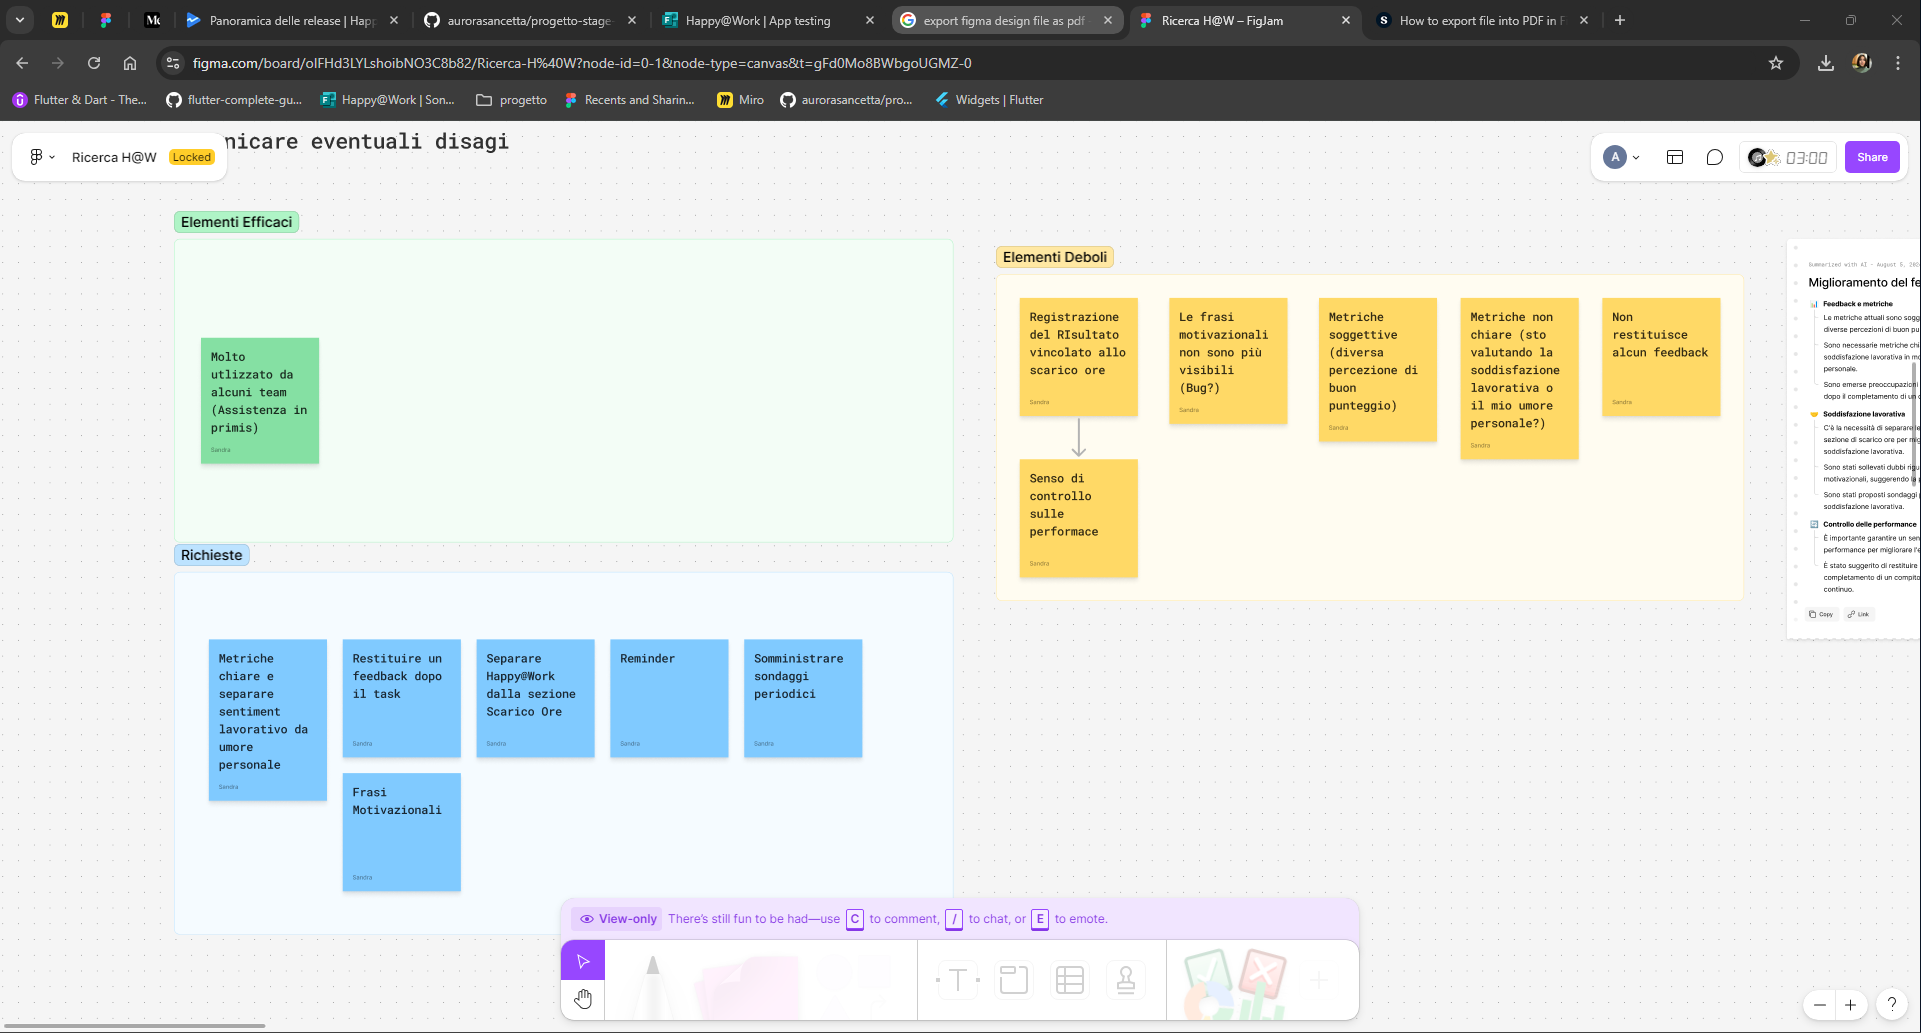 Panoramica delle release | Hap
aurorasancetta/progetto-stage-
Happy@Work | App testing
export figma design file as pdf
Ricerca H@W – FigJam
How to export file into PDF in F
figma.com/board/oIFHd3LYLshoibNO3C8b82/Ricerca-H%40W?node-id=0-1&node-type=canvas&t=gFd0Mo8BWbgoUGMZ-0
Flutter & Dart - The...
flutter-complete-gu...
Happy@Work | Son...
progetto
Recents and Sharin...
Miro
aurorasancetta/pro...
Widgets | Flutter
nicare eventuali disagi
Ricerca H@W
Locked
A
03:00
Share
Elementi Efficaci
Molto
utlizzato da
alcuni team
(Assistenza in
primis)
Sandra
Elementi Deboli
Registrazione
del RIsultato
vincolato allo
scarico ore
Sandra
Le frasi
motivazionali
non sono più
visibili
(Bug?)
Sandra
Metriche
soggettive
(diversa
percezione di
buon
punteggio)
Sandra
Metriche non
chiare (sto
valutando la
soddisfazione
lavorativa o
il mio umore
personale?)
Sandra
Non
restituisce
alcun feedback
Sandra
Senso di
controllo
sulle
performace
Sandra
Summarized with AI - August 5, 202
Miglioramento del fe
Feedback e metriche
Le metriche attuali sono sogg
diverse percezioni di buon pu
Sono necessarie metriche chi
soddisfazione lavorativa in mo
personale.
Sono emerse preoccupazioni
dopo il completamento di un c
Soddisfazione lavorativa
C'è la necessità di separare le
sezione di scarico ore per mig
soddisfazione lavorativa.
Sono stati sollevati dubbi rigu
motivazionali, suggerendo la p
Sono stati proposti sondaggi p
soddisfazione lavorativa.
Controllo delle performance
È importante garantire un sen
performance per migliorare l'e
È stato suggerito di restituire
completamento di un compito
continuo.
Copy
Link
Richieste
Metriche
chiare e
separare
sentiment
lavorativo da
umore
personale
Sandra
Restituire un
feedback dopo
il task
Sandra
Separare
Happy@Work
dalla sezione
Scarico Ore
Sandra
Reminder
Sandra
Somministrare
sondaggi
periodici
Sandra
Frasi
Motivazionali
Sandra
View-only There's still fun to be had—use C to comment, / to chat, or E to emote.